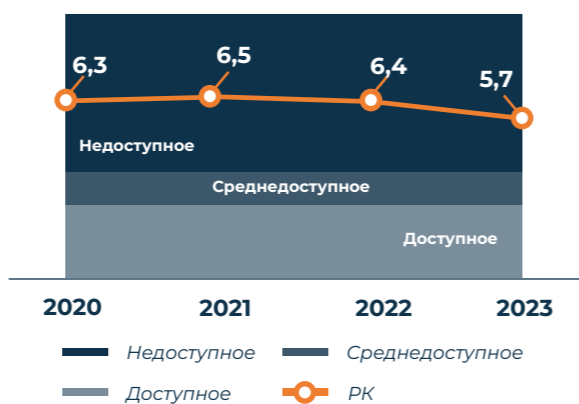 6,3
6,5
6,4
5,7
Недоступное
Среднедоступное
Доступное
2020 2021 2022 2023
Недоступное Среднедоступное
Доступное РК